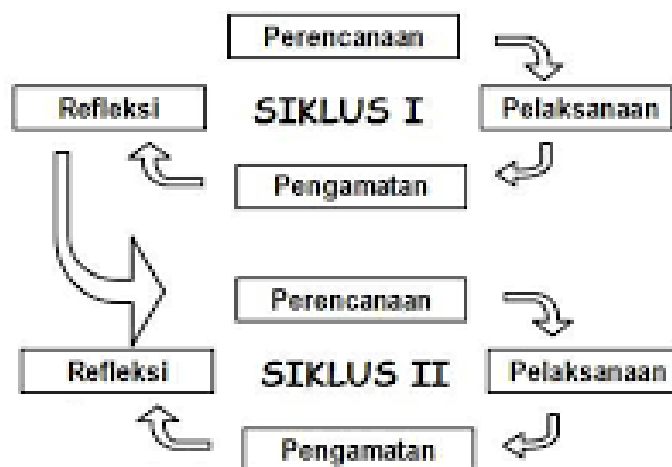 Perencanaan
Refleksi
SIKLUS I
Pelaksanaan
Pengamatan
Perencanaan
Refleksi
SIKLUS II
Pelaksanaan
Pengamatan